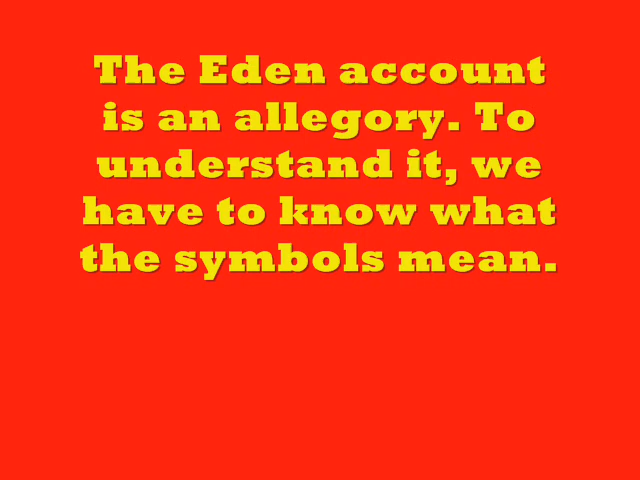 The Eden account
is an allegory. To
understand it, we
have to know what
the symbols mean.